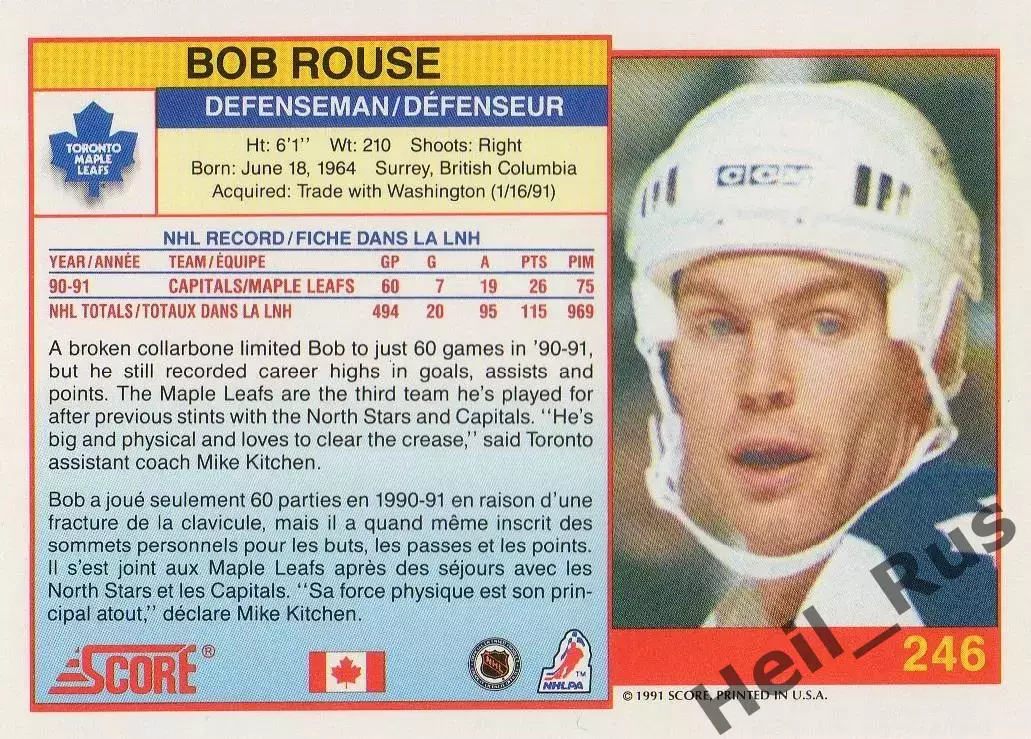 BOB ROUSE
DEFENSEMAN/DÉFENSEUR
TORONTO
MAPLE
LEAFS
Ht: 6'1'' Wt: 210 Shoots: Right
Born: June 18, 1964 Surrey, British Columbia
Acquired: Trade with Washington (1/16/91)
NHL RECORD/FICHE DANS LA LNH
YEAR/ANNÉE TEAM/ÉQUIPE GP G A PTS PIM
90-91 CAPITALS/MAPLE LEAFS 60 7 19 26 75
NHL TOTALS/TOTAUX DANS LA LNH 494 20 95 115 969
A broken collarbone limited Bob to just 60 games in '90-91,
but he still recorded career highs in goals, assists and
points. The Maple Leafs are the third team he's played for
after previous stints with the North Stars and Capitals. ''He's
big and physical and loves to clear the crease,'' said Toronto
assistant coach Mike Kitchen.
Bob a joué seulement 60 parties en 1990-91 en raison d'une
fracture de la clavicule, mais il a quand même inscrit des
sommets personnels pour les buts, les passes et les points.
Il s'est joint aux Maple Leafs après des séjours avec les
North Stars et les Capitals. ''Sa force physique est son prin-
cipal atout,'' déclare Mike Kitchen.
SCORE®
NHL
NHLPA
TM
CCM
246
© 1991 SCORE, PRINTED IN U.S.A.
Heil_Rus